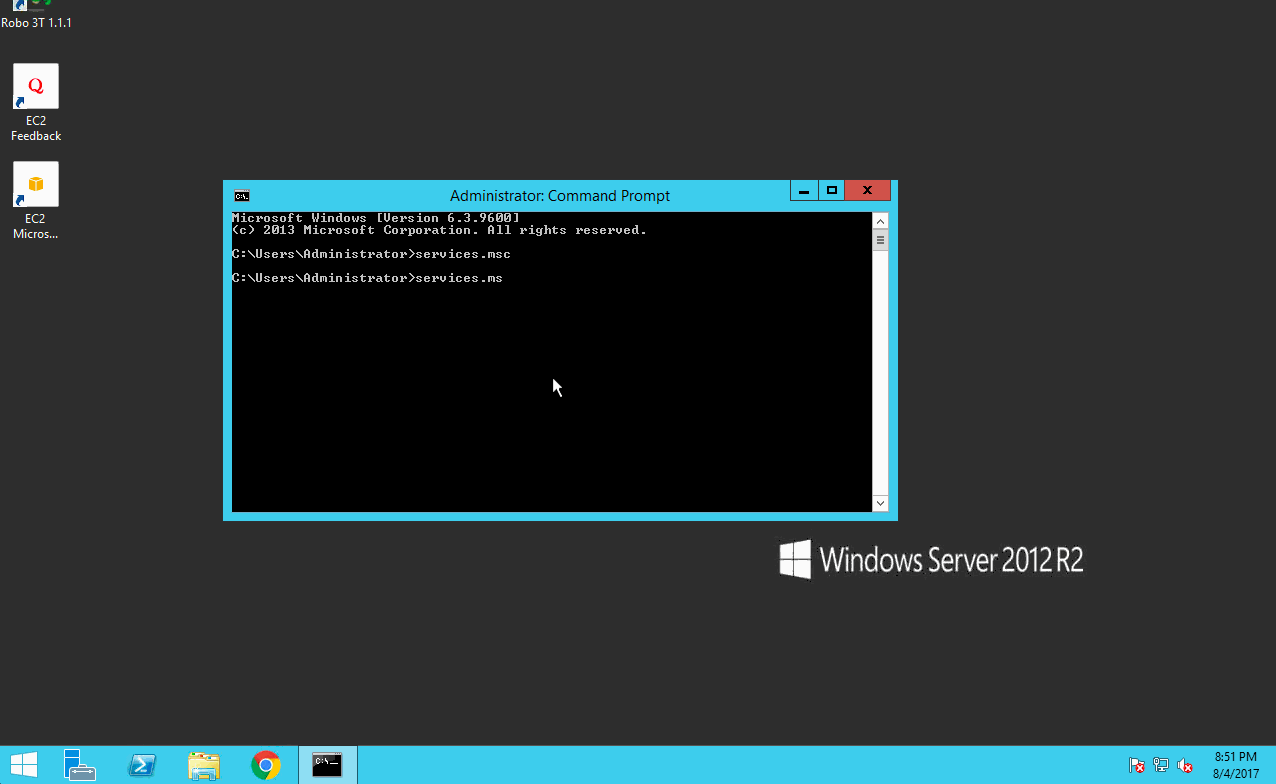 Robo 3T 1.1.1
Q
EC2
Feedback
EC2
Micros...
C:\.
Administrator: Command Prompt
Microsoft Windows [Version 6.3.9600]
(c) 2013 Microsoft Corporation. All rights reserved.
C:\Users\Administrator>services.msc
C:\Users\Administrator>services.ms
Windows Server 2012 R2
C:\_
8:51 PM
8/4/2017